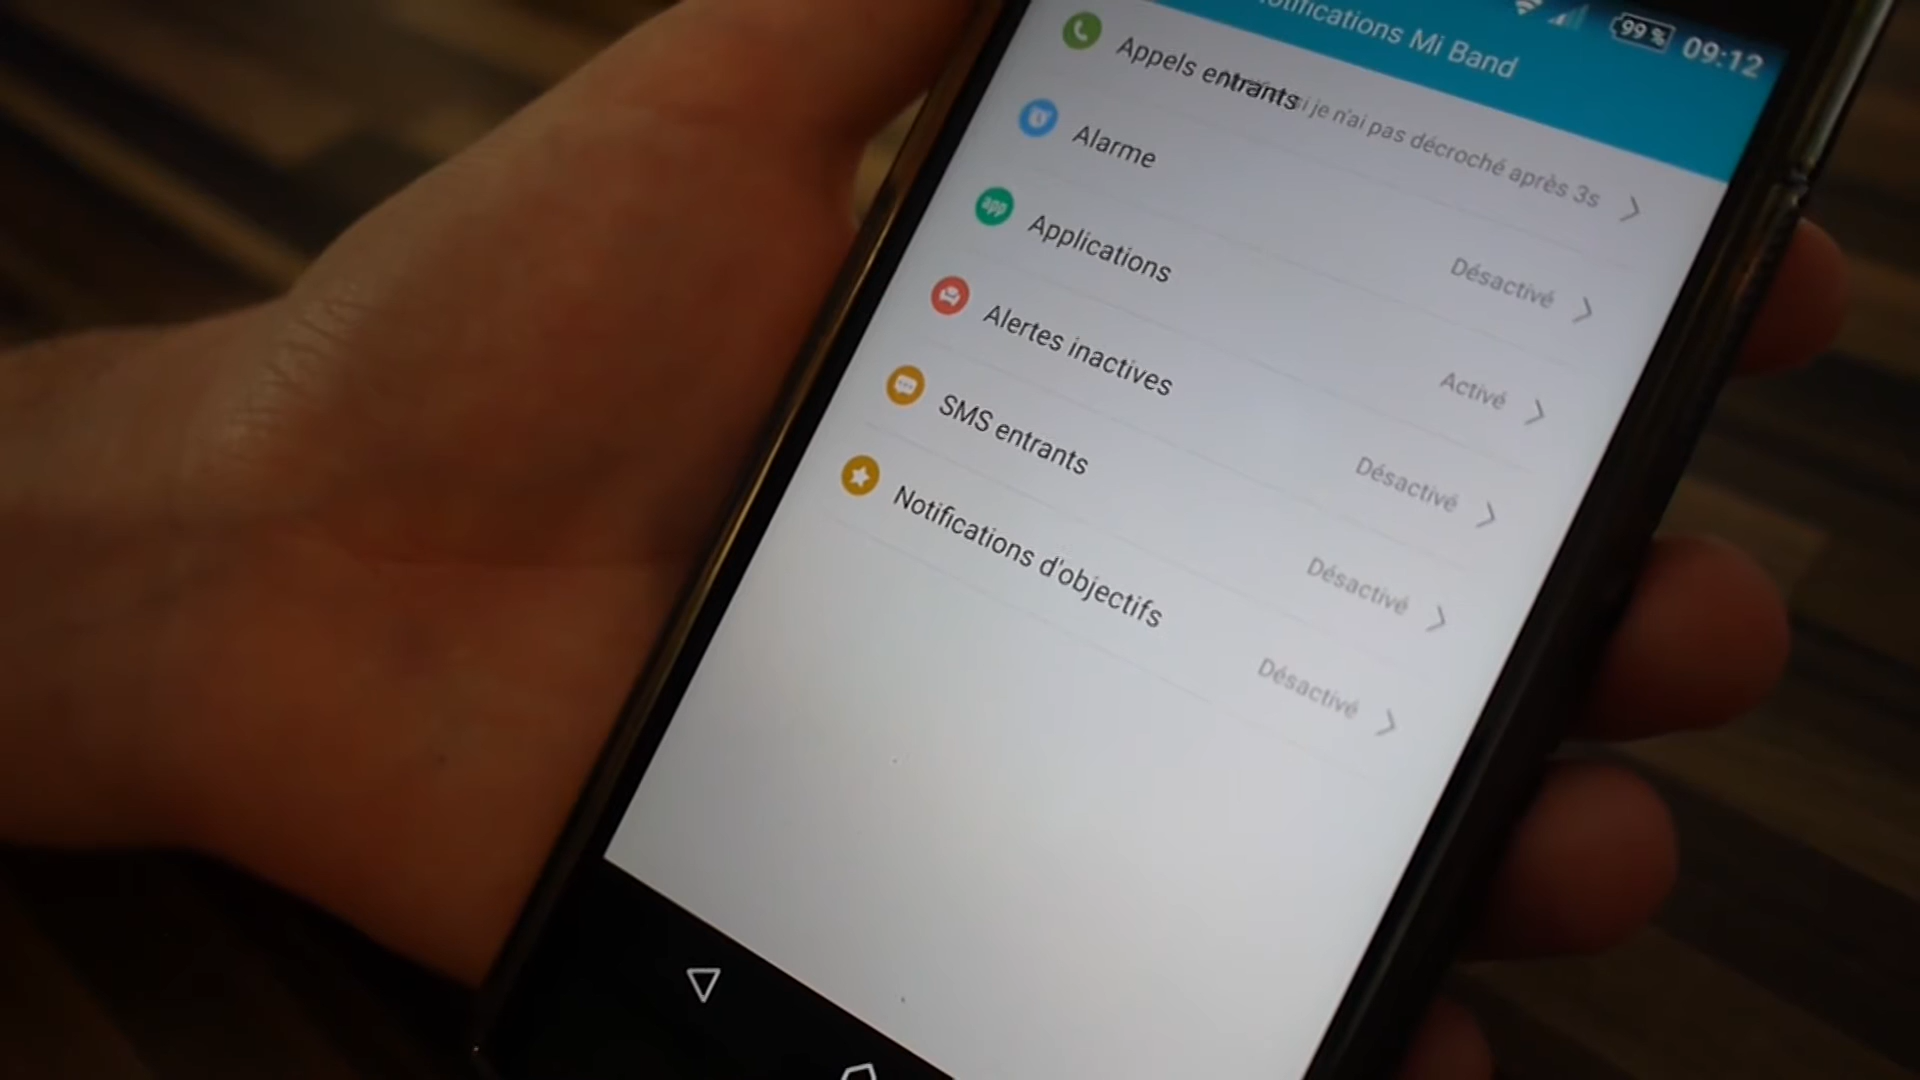 99 % 09:12
Notifications Mi Band
Appels entrants
si je n'ai pas décroché après 3s
Alarme
Désactivé
app
Applications
Activé
Alertes inactives
Désactivé
SMS entrants
Désactivé
Notifications d'objectifs
Désactivé